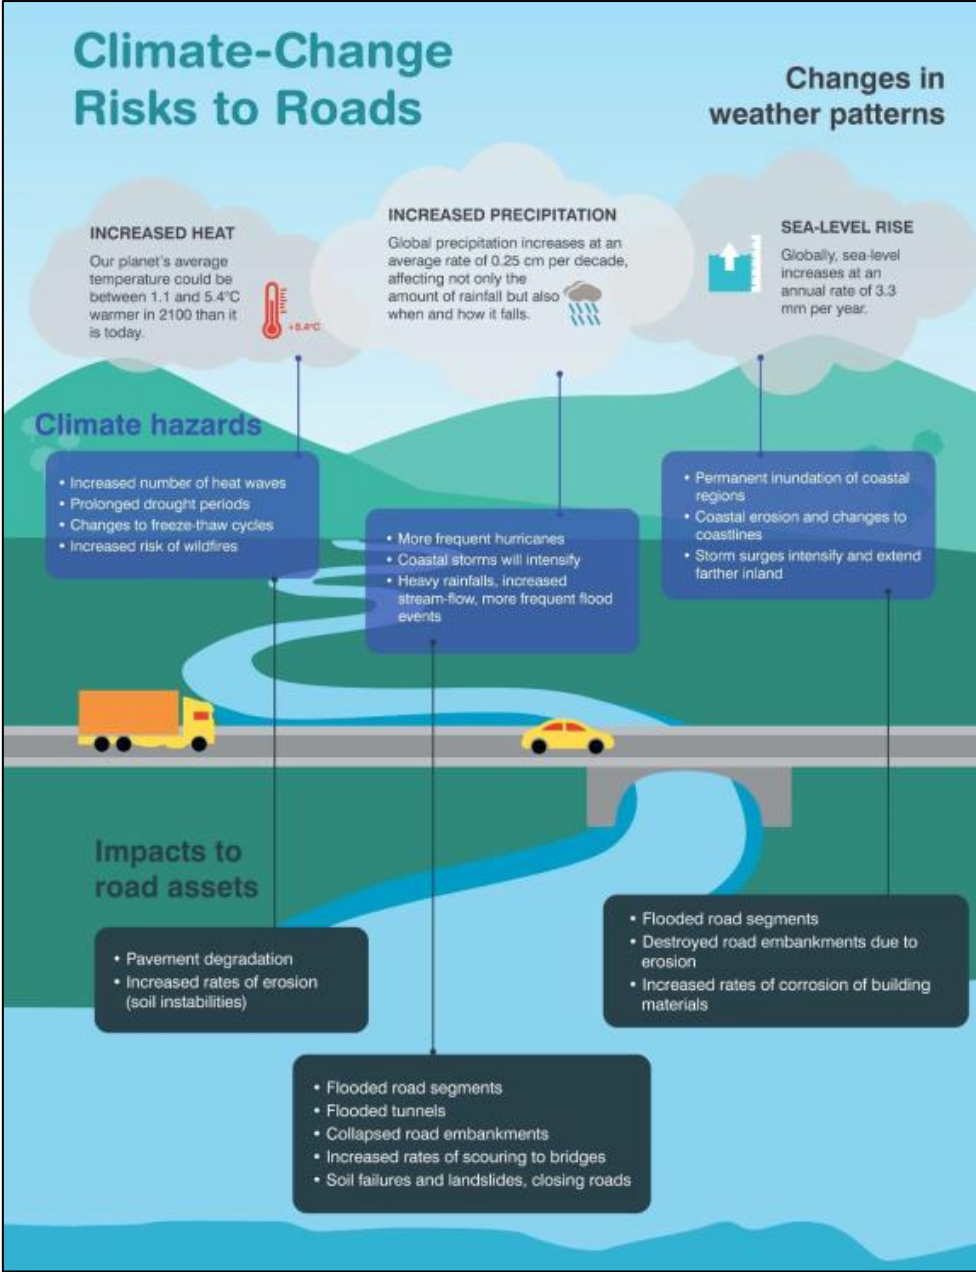 Climate-Change
Risks to Roads
Changes in
weather patterns
INCREASED HEAT
Our planet's average
temperature could be
between 1.1 and 5.4°C
warmer in 2100 than it
is today.
+5.4°C
INCREASED PRECIPITATION
Global precipitation increases at an
average rate of 0.25 cm per decade,
affecting not only the
amount of rainfall but also
when and how it falls.
SEA-LEVEL RISE
Globally, sea-level
increases at an
annual rate of 3.3
mm per year.
Climate hazards
• Increased number of heat waves
• Prolonged drought periods
• Changes to freeze-thaw cycles
• Increased risk of wildfires
• More frequent hurricanes
• Coastal storms will intensify
• Heavy rainfalls, increased
stream-flow, more frequent flood
events
• Permanent inundation of coastal
regions
• Coastal erosion and changes to
coastlines
• Storm surges intensify and extend
farther inland
Impacts to
road assets
• Pavement degradation
• Increased rates of erosion
(soil instabilities)
• Flooded road segments
• Flooded tunnels
• Collapsed road embankments
• Increased rates of scouring to bridges
• Soil failures and landslides, closing roads
• Flooded road segments
• Destroyed road embankments due to
erosion
• Increased rates of corrosion of building
materials